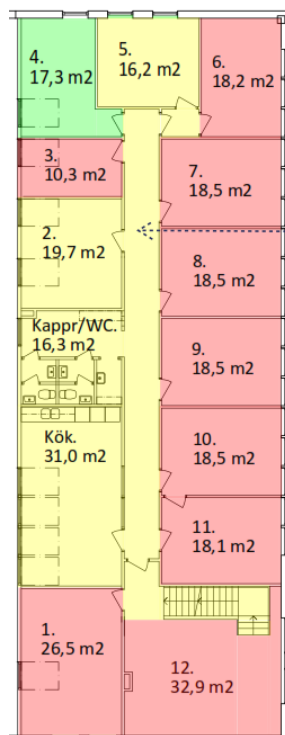 4.
17,3 m2
5.
16,2 m2
6.
18,2 m2
3.
10,3 m2
7.
18,5 m2
2.
19,7 m2
8.
18,5 m2
Kappr/WC.
16,3 m2
9.
18,5 m2
Kök.
31,0 m2
10.
18,5 m2
11.
18,1 m2
1.
26,5 m2
12.
32,9 m2